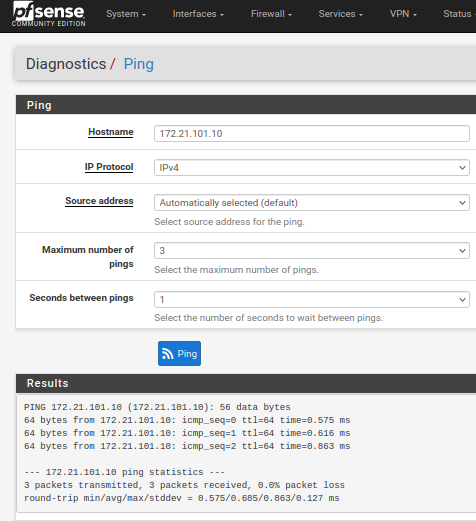 pfsense
COMMUNITY EDITION
System Interfaces Firewall Services VPN Status
Diagnostics / Ping
Ping
Hostname 172.21.101.10
IP Protocol IPv4
Source address Automatically selected (default)
Select source address for the ping.
Maximum number of pings 3
Select the maximum number of pings.
Seconds between pings 1
Select the number of seconds to wait between pings.
Ping
Results
PING 172.21.101.10 (172.21.101.10): 56 data bytes
64 bytes from 172.21.101.10: icmp_seq=0 ttl=64 time=0.575 ms
64 bytes from 172.21.101.10: icmp_seq=1 ttl=64 time=0.616 ms
64 bytes from 172.21.101.10: icmp_seq=2 ttl=64 time=0.863 ms
--- 172.21.101.10 ping statistics ---
3 packets transmitted, 3 packets received, 0.0% packet loss
round-trip min/avg/max/stddev = 0.575/0.685/0.863/0.127 ms